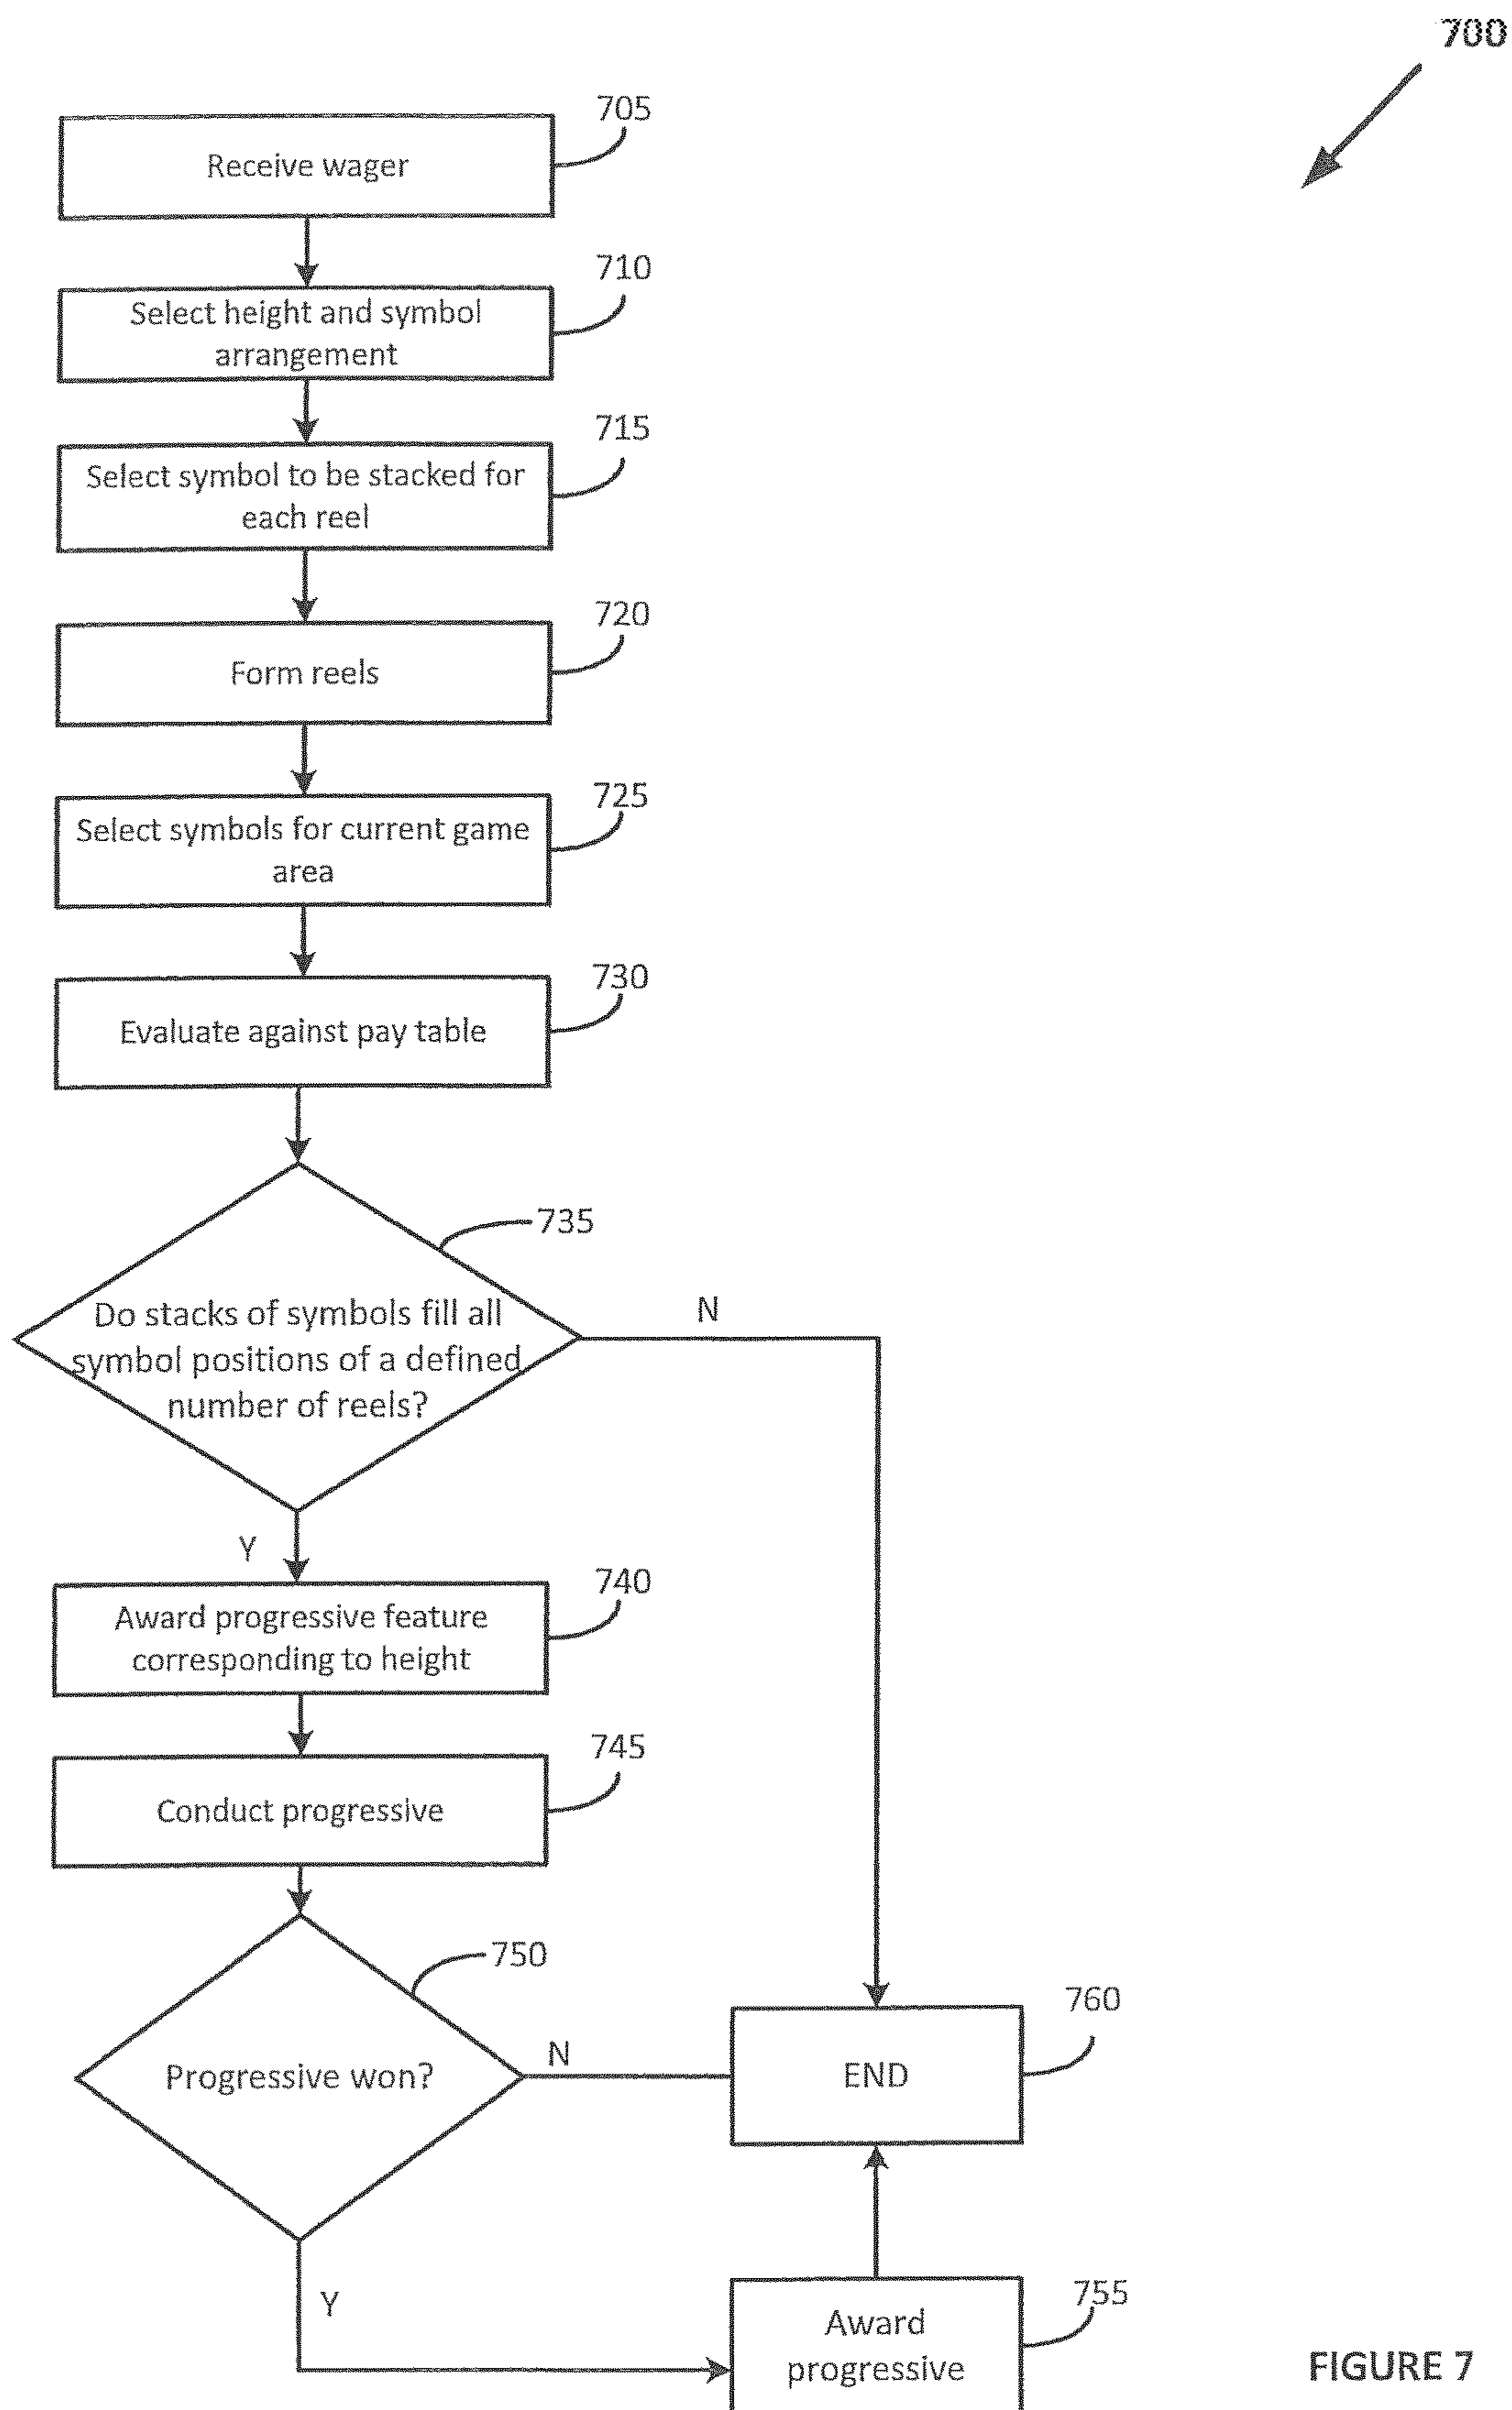 700
705
Receive wager
710
Select height and symbol
arrangement
715
Select symbol to be stacked for
each reel
720
Form reels
725
Select symbols for current game
area
730
Evaluate against pay table
735
Do stacks of symbols fill all
symbol positions of a defined
number of reels?
N
Y
740
Award progressive feature
corresponding to height
745
Conduct progressive
750
Progressive won?
N
760
END
Y
755
Award
progressive
FIGURE 7